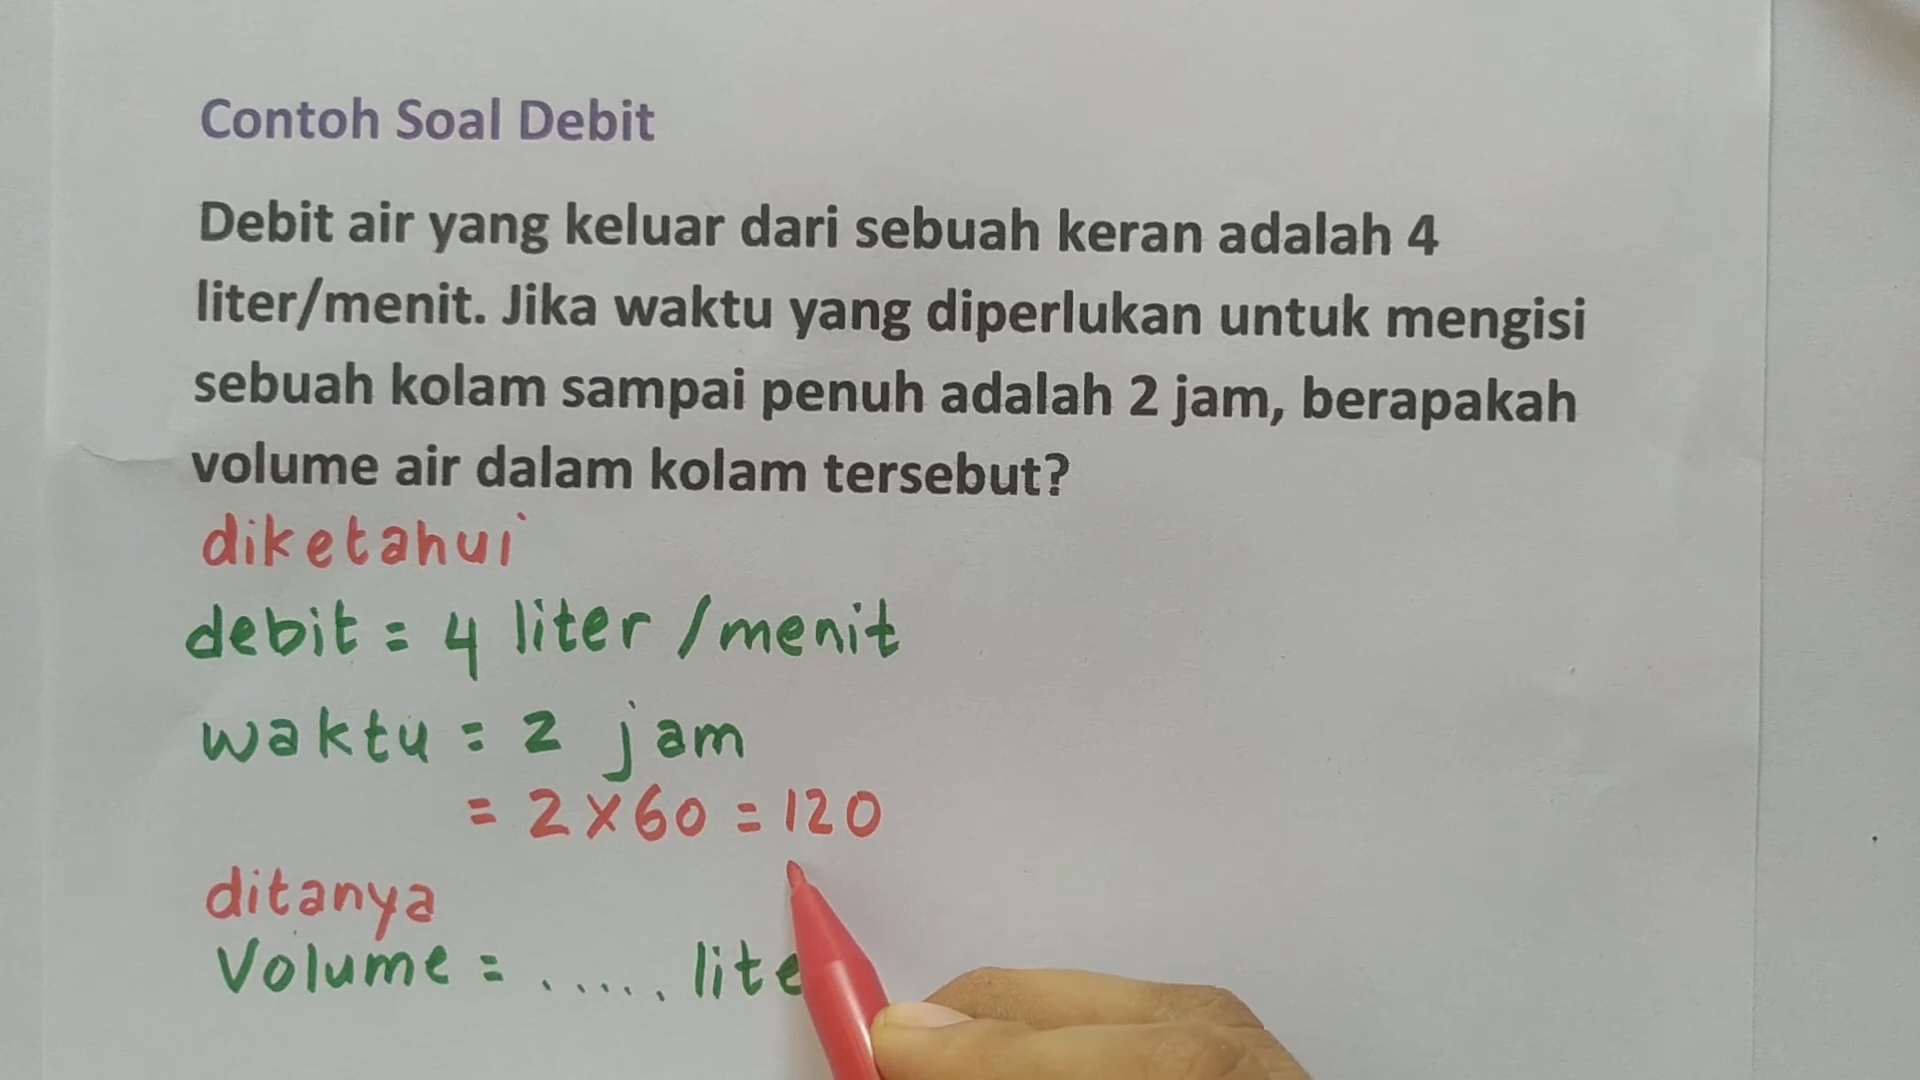 Contoh Soal Debit
Debit air yang keluar dari sebuah keran adalah 4
liter/menit. Jika waktu yang diperlukan untuk mengisi
sebuah kolam sampai penuh adalah 2 jam, berapakah
volume air dalam kolam tersebut?
diketahui
debit = 4 liter /menit
waktu = 2 jam
= 2 x 60 = 120
ditanya
Volume = ..... lite